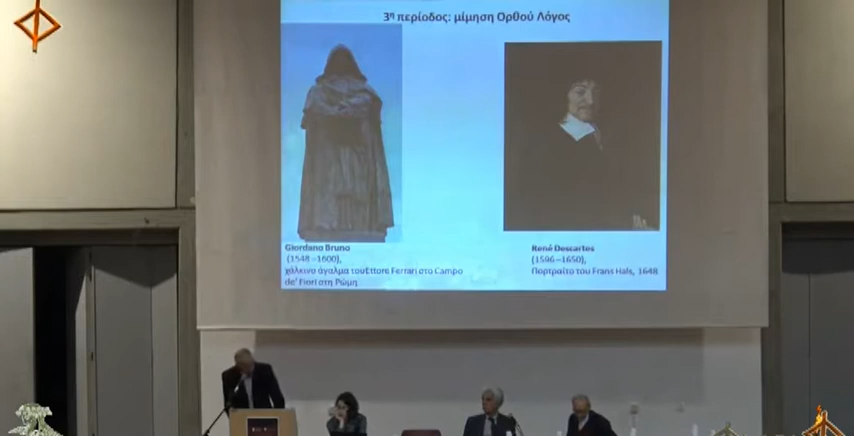 3η περίοδος: μίμηση Ορθού Λόγος
Giordano Bruno
(1548 –1600),
χάλκινο άγαλμα του Ettore Ferrari στο Campo
de' Fiori στη Ρώμη
René Descartes
(1596 –1650),
Πορτραίτο του Frans Hals, 1648